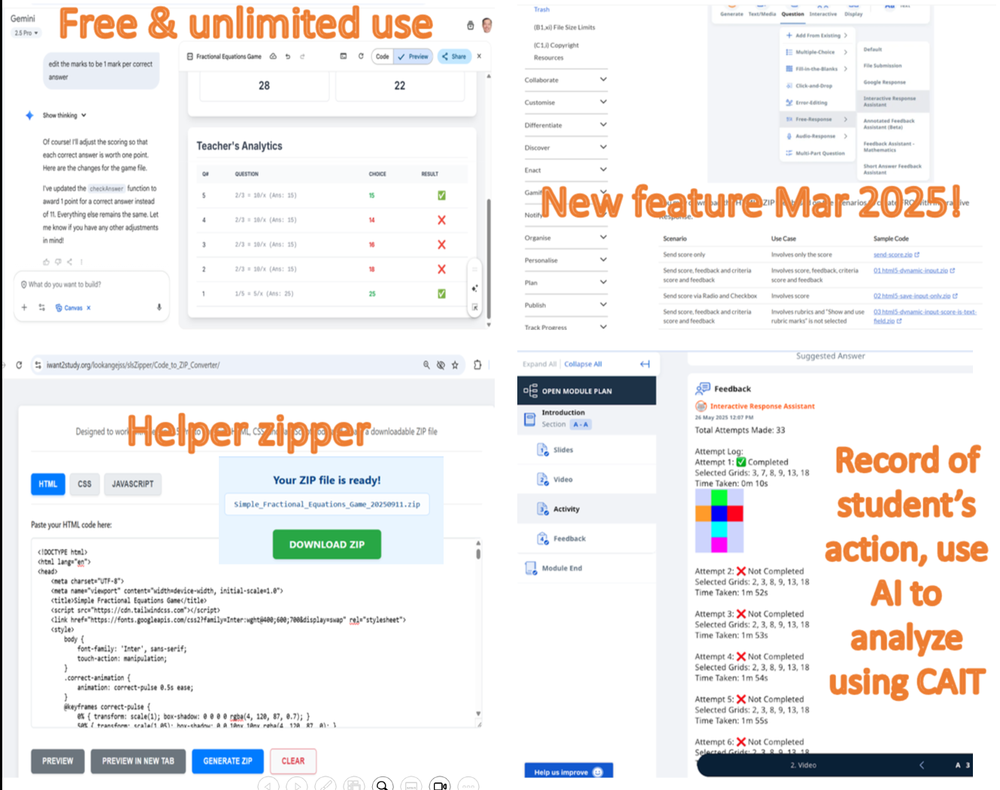 Gemini
2.5 Pro
Free & unlimited use
edit the marks to be 1 mark per correct
answer
Show thinking
Of course! I'll adjust the scoring so that
each correct answer is worth one point.
Here are the changes for the game file.
I've updated the checkAnswer function to
award 1 point for a correct answer instead
of 11. Everything else remains the same. Let
me know if you have any other adjustments
in mind!
What do you want to build?
Canvas
Fractional Equations Game
Code Preview Share
28 22
Teacher's Analytics
Q# QUESTION CHOICE RESULT
5 2/3 = 10/x (Ans: 15) 15 ✅
4 2/3 = 10/x (Ans: 15) 14 ❌
3 2/3 = 10/x (Ans: 15) 16 ❌
2 2/3 = 10/x (Ans: 15) 18 ❌
1 1/5 = 5/x (Ans: 25) 25 ✅
Trash
(B1,xi) File Size Limits
(C1,i) Copyright
Resources
Collaborate
Customise
Differentiate
Discover
Enact
Gamif
Notify
Organise
Personalise
Plan
Publish
Track Progress
Generate Text/Media Question Interactive Display
Text
Add From Existing
Multiple-Choice
Fill-in-the-Blanks
Click-and-Drop
Error-Editing
Free-Response
Audio-Response
Multi-Part Question
Default
File Submission
Google Response
Interactive Response
Assistant
Annotated Feedback
Assistant (Beta)
Feedback Assistant -
Mathematics
Short Answer Feedback
Assistant
New feature Mar 2025!
Response.
Scenario Use Case Sample Code
Send score only Involves only the score send-score.zip
Send score, feedback and criteria
score and feedback
Involves score, feedback, criteria
score and feedback
01.html5-dynamic-input.zip
Send score via Radio and Checkbox Involves score 02.html5-save-input-only.zip
Send score, feedback and criteria
score and feedback
Involves rubrics and "Show and use
rubric marks" is not selected
03.html5-dynamic-input-score-is-text-
field.zip
iwant2study.org/lookangejss/slsZipper/Code_to_ZIP_Converter/
Helper zipper
Designed to wor a downloadable ZIP file
HTML CSS JAVASCRIPT
Your ZIP file is ready!
Simple_Fractional_Equations_Game_20250911.zip
DOWNLOAD ZIP
Paste your HTML code here:
<!DOCTYPE html>
<html lang="en">
<head>
<meta charset="UTF-8">
<meta name="viewport" content="width=device-width, initial-scale=1.0">
<title>Simple Fractional Equations Game</title>
<script src="https://cdn.tailwindcss.com"></script>
<link href="https://fonts.googleapis.com/css2?family=Inter:wght@400;600;700&display=swap" rel="stylesheet">
<style>
body {
font-family: 'Inter', sans-serif;
touch-action: manipulation;
}
.correct-animation {
animation: correct-pulse 0.5s ease;
}
@keyframes correct-pulse {
0% { transform: scale(1); box-shadow: 0 0 0 0 rgba(4, 120, 87, 0.7); }
50% { transform: scale(1.05); box-shadow: 0 0 10px 10px rgba(4, 120, 87, 0); }
PREVIEW PREVIEW IN NEW TAB GENERATE ZIP CLEAR
Expand All Collapse All
OPEN MODULE PLAN
Introduction
Section A - A
Slides
Video
Activity
Feedback
Module End
Help us improve
Suggested Answer
Feedback
Interactive Response Assistant
26 May 2025 12:07 PM
Total Attempts Made: 33
Attempt Log:
Attempt 1: ✅ Completed
Selected Grids: 3, 7, 8, 9, 13, 18
Time Taken: 0m 10s
Attempt 2: ❌ Not Completed
Selected Grids: 2, 3, 8, 9, 13, 18
Time Taken: 1m 52s
Attempt 3: ❌ Not Completed
Selected Grids: 2, 3, 8, 9, 13, 18
Time Taken: 1m 53s
Attempt 4: ❌ Not Completed
Selected Grids: 2, 3, 8, 9, 13, 18
Time Taken: 1m 54s
Attempt 5: ❌ Not Completed
Selected Grids: 2, 3, 8, 9, 13, 18
Time Taken: 1m 55s
Attempt 6: ❌ Not Completed
Selected Grids: 2, 3, 8, 9, 13, 18
2. Video
A 3
Record of
student's
action, use
AI to
analyze
using CAIT